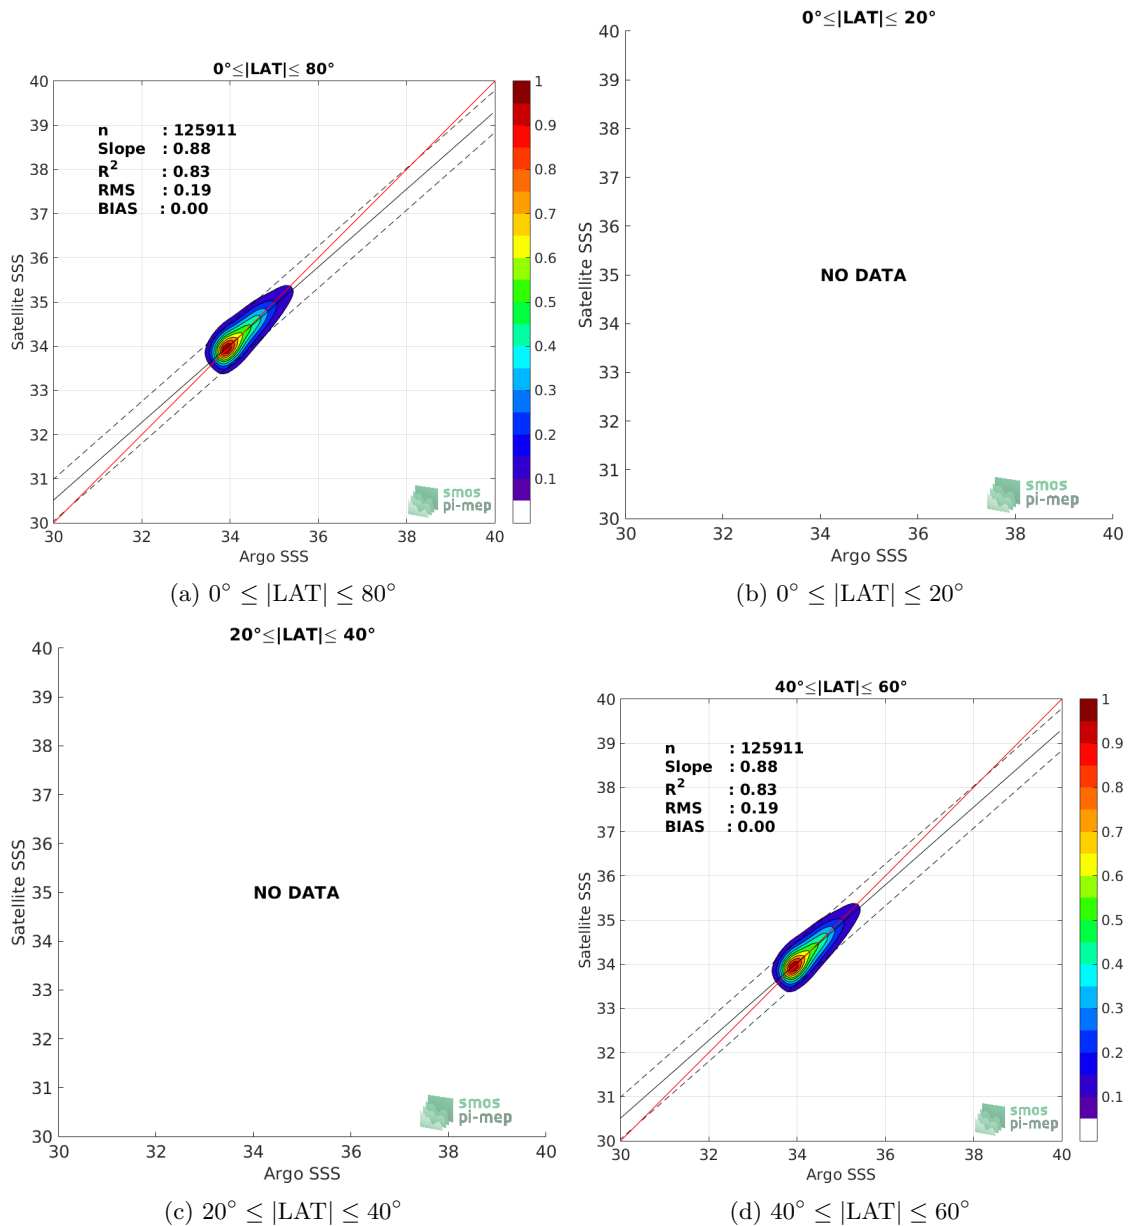 0°≤|LAT|≤ 80°
40
39
38
37
36
35
34
33
32
31
30
Satellite SSS
n : 125911
Slope : 0.88
R² : 0.83
RMS : 0.19
BIAS : 0.00
smos
pi-mep
30 32 34 36 38 40
Argo SSS
1
0.9
0.8
0.7
0.6
0.5
0.4
0.3
0.2
0.1
(a) 0° ≤ |LAT| ≤ 80°
0°≤|LAT|≤ 20°
40
39
38
37
36
35
34
33
32
31
30
Satellite SSS
NO DATA
smos
pi-mep
30 32 34 36 38 40
Argo SSS
(b) 0° ≤ |LAT| ≤ 20°
20°≤|LAT|≤ 40°
40
39
38
37
36
35
34
33
32
31
30
Satellite SSS
NO DATA
smos
pi-mep
30 32 34 36 38 40
Argo SSS
(c) 20° ≤ |LAT| ≤ 40°
40°≤|LAT|≤ 60°
40
39
38
37
36
35
34
33
32
31
30
Satellite SSS
n : 125911
Slope : 0.88
R² : 0.83
RMS : 0.19
BIAS : 0.00
smos
pi-mep
30 32 34 36 38 40
Argo SSS
1
0.9
0.8
0.7
0.6
0.5
0.4
0.3
0.2
0.1
(d) 40° ≤ |LAT| ≤ 60°